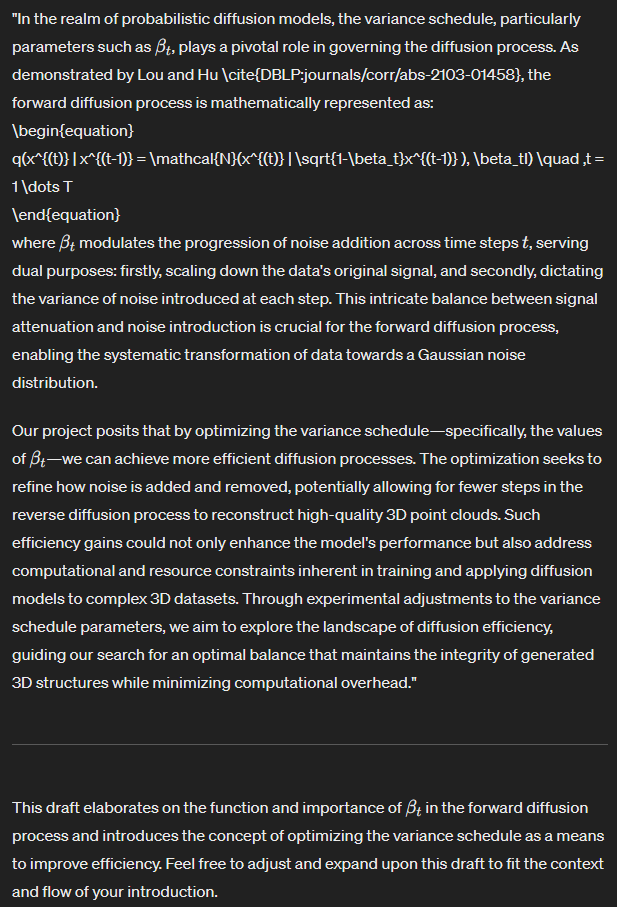 "In the realm of probabilistic diffusion models, the variance schedule, particularly
parameters such as βₜ, plays a pivotal role in governing the diffusion process. As
demonstrated by Lou and Hu \cite{DBLP:journals/corr/abs-2103-01458}, the
forward diffusion process is mathematically represented as:
\begin{equation}
q(x^{(t)} | x^{(t-1)} = \mathcal{N}(x^{(t)} | \sqrt{1-\beta_t}x^{(t-1)} ), \beta_tI) \quad ,t =
1 \dots T
\end{equation}
where βₜ modulates the progression of noise addition across time steps t, serving
dual purposes: firstly, scaling down the data's original signal, and secondly, dictating
the variance of noise introduced at each step. This intricate balance between signal
attenuation and noise introduction is crucial for the forward diffusion process,
enabling the systematic transformation of data towards a Gaussian noise
distribution.
Our project posits that by optimizing the variance schedule—specifically, the values
of βₜ—we can achieve more efficient diffusion processes. The optimization seeks to
refine how noise is added and removed, potentially allowing for fewer steps in the
reverse diffusion process to reconstruct high-quality 3D point clouds. Such
efficiency gains could not only enhance the model's performance but also address
computational and resource constraints inherent in training and applying diffusion
models to complex 3D datasets. Through experimental adjustments to the variance
schedule parameters, we aim to explore the landscape of diffusion efficiency,
guiding our search for an optimal balance that maintains the integrity of generated
3D structures while minimizing computational overhead."
This draft elaborates on the function and importance of βₜ in the forward diffusion
process and introduces the concept of optimizing the variance schedule as a means
to improve efficiency. Feel free to adjust and expand upon this draft to fit the context
and flow of your introduction.